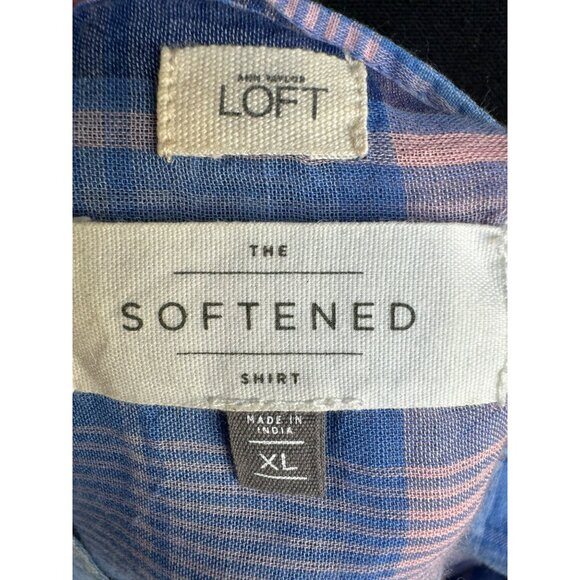 ANN TAYLOR
LOFT
THE
SOFTENED
SHIRT
MADE IN
INDIA
XL